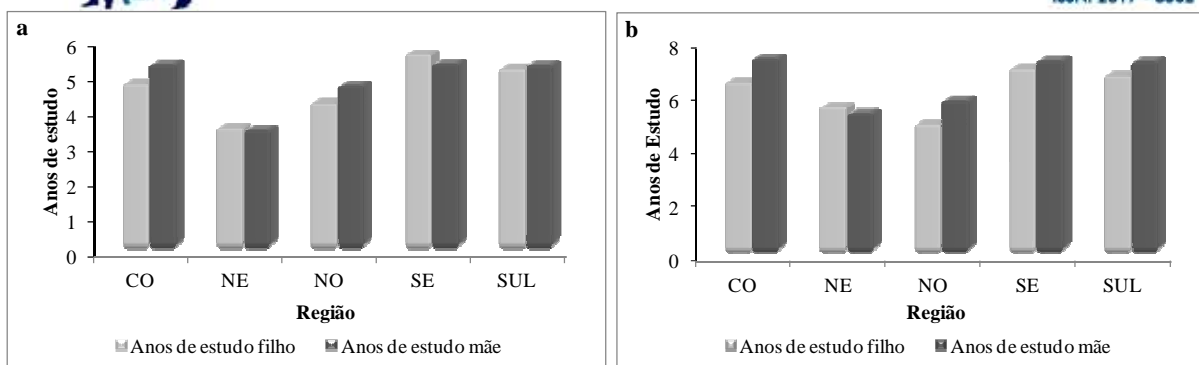 a
6
5
4
3
2
1
0
Anos de estudo
CO NE NO SE SUL
Região
Anos de estudo filho Anos de estudo mãe
b
8
6
4
2
0
Anos de Estudo
CO NE NO SE SUL
Região
Anos de estudo filho Anos de estudo mãe